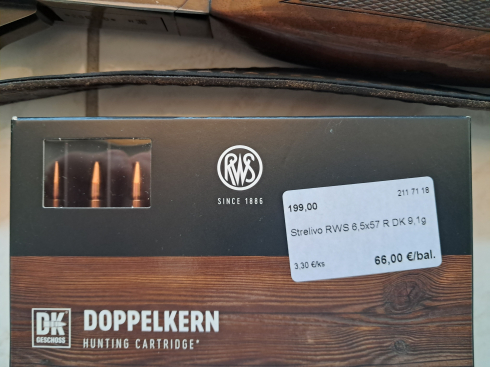 RWS
SINCE 1886
199,00 211 71 18
Strelivo RWS 6,5x57 R DK 9,1g
3.30 €/ks 66,00 €/bal.
DK
GESCHOSS
DOPPELKERN
HUNTING CARTRIDGE*